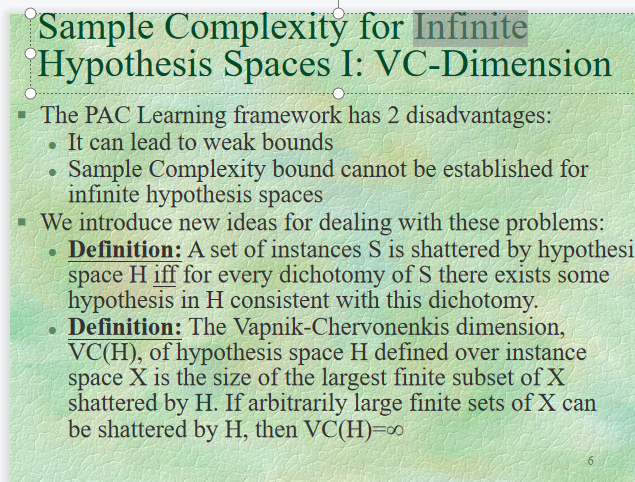 Sample Complexity for Infinite
Hypothesis Spaces I: VC-Dimension
The PAC Learning framework has 2 disadvantages:
It can lead to weak bounds
Sample Complexity bound cannot be established for
infinite hypothesis spaces
We introduce new ideas for dealing with these problems:
Definition: A set of instances S is shattered by hypothesi
space H iff for every dichotomy of S there exists some
hypothesis in H consistent with this dichotomy.
Definition: The Vapnik-Chervonenkis dimension,
VC(H), of hypothesis space H defined over instance
space X is the size of the largest finite subset of X
shattered by H. If arbitrarily large finite sets of X can
be shattered by H, then VC(H)=∞
6